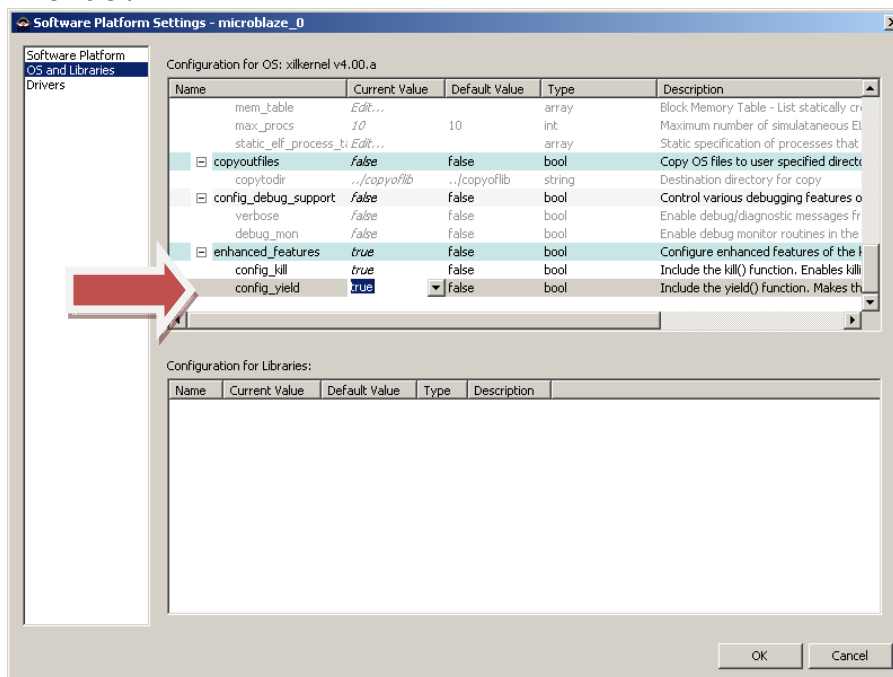 Software Platform Settings - microblaze_0
Software Platform
OS and Libraries
Drivers
Configuration for OS: xilkernel v4.00.a
Name Current Value Default Value Type Description
mem_table Edit... array Block Memory Table - List statically cr
max_procs 10 10 int Maximum number of simulataneous EL
static_elf_process_t Edit... array Static specification of processes that
copyoutfiles false false bool Copy OS files to user specified direct
copytodir ../copyoflib ../copyoflib string Destination directory for copy
config_debug_support false false bool Control various debugging features o
verbose false false bool Enable debug/diagnostic messages fr
debug_mon false false bool Enable debug monitor routines in the
enhanced_features true false bool Configure enhanced features of the
config_kill true false bool Include the kill() function. Enables killi
config_yield true false bool Include the yield() function. Makes th
Configuration for Libraries:
Name Current Value Default Value Type Description
OK Cancel